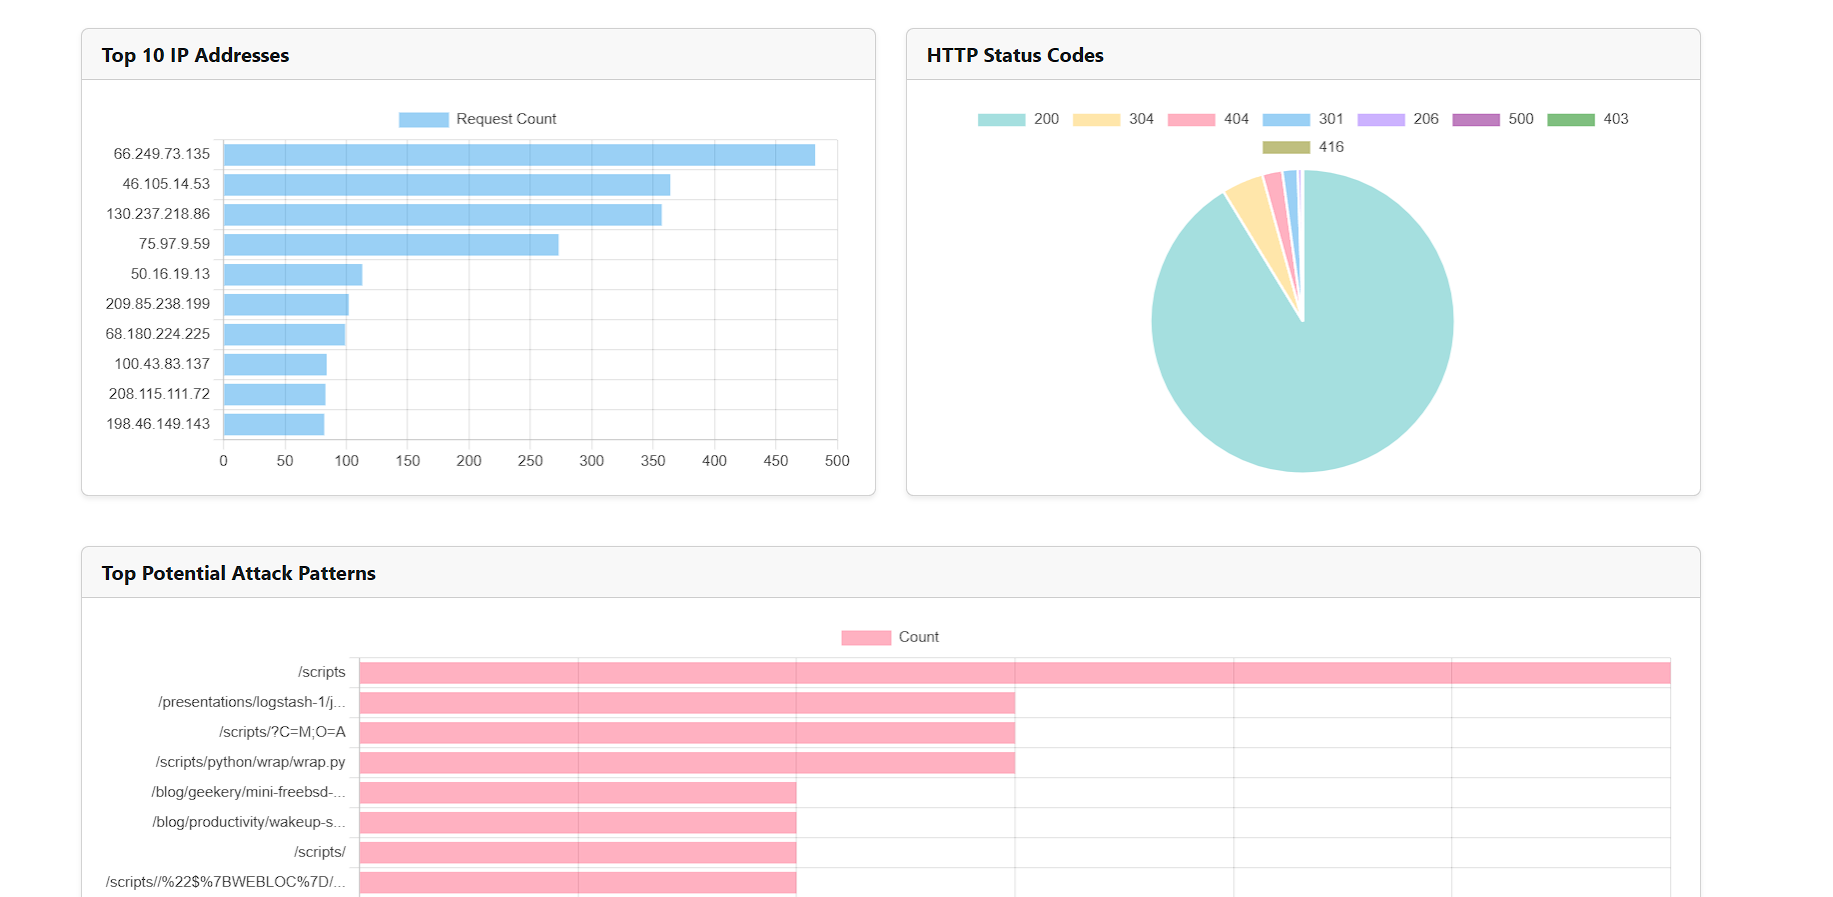 Top 10 IP Addresses
Request Count
66.249.73.135
46.105.14.53
130.237.218.86
75.97.9.59
50.16.19.13
209.85.238.199
68.180.224.225
100.43.83.137
208.115.111.72
198.46.149.143
0 50 100 150 200 250 300 350 400 450 500
HTTP Status Codes
200 304 404 301 206 500 403
416
Top Potential Attack Patterns
Count
/scripts
/presentations/logstash-1/j...
/scripts/?C=M;O=A
/scripts/python/wrap/wrap.py
/blog/geekery/mini-freebsd-...
/blog/productivity/wakeup-s...
/scripts/
/scripts//%22$%7BWEBLOC%7D/...